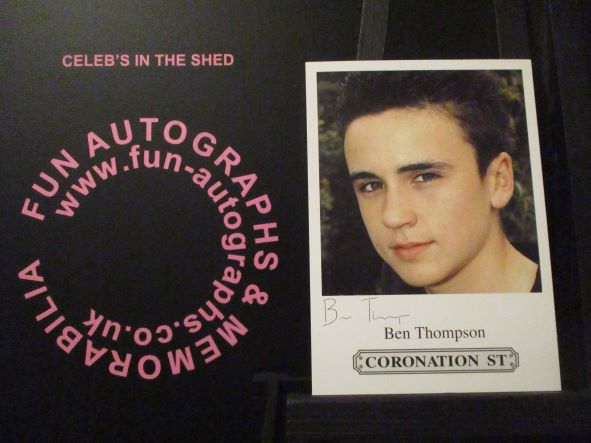 CELEB'S IN THE SHED
FUN AUTOGRAPHS & MEMORABILIA
www.fun-autographs.co.uk
Ben Thompson
CORONATION ST